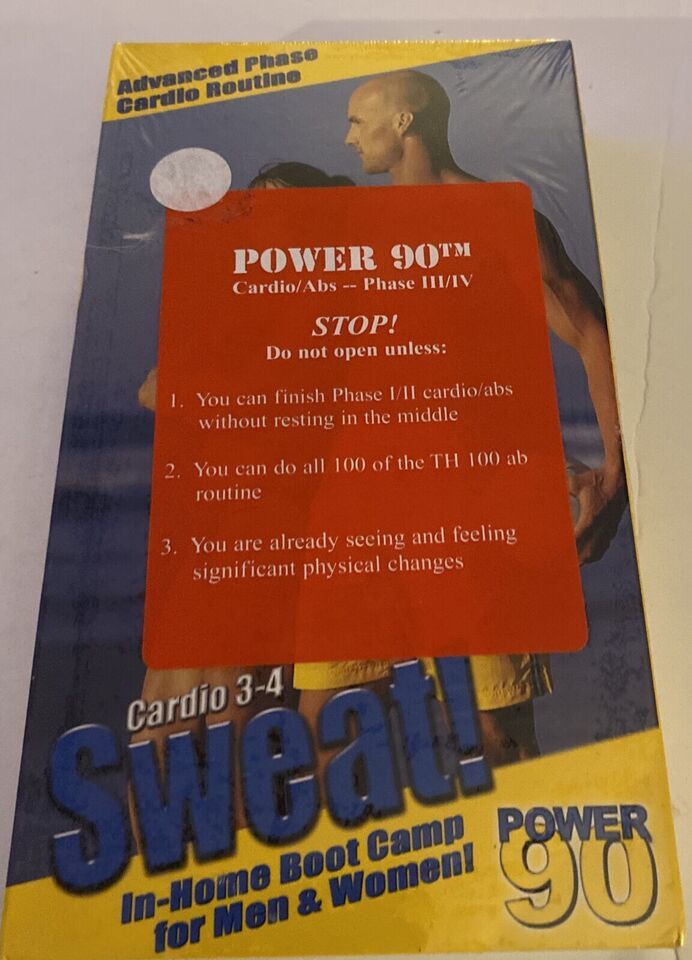 Advanced Phase
Cardio Routine
POWER 90™
Cardio/Abs -- Phase III/IV
STOP!
Do not open unless:
1. You can finish Phase I/II cardio/abs
without resting in the middle
2. You can do all 100 of the TH 100 ab
routine
3. You are already seeing and feeling
significant physical changes
Cardio 3-4
Sweat!
In-Home Boot Camp
for Men & Women!
POWER
90